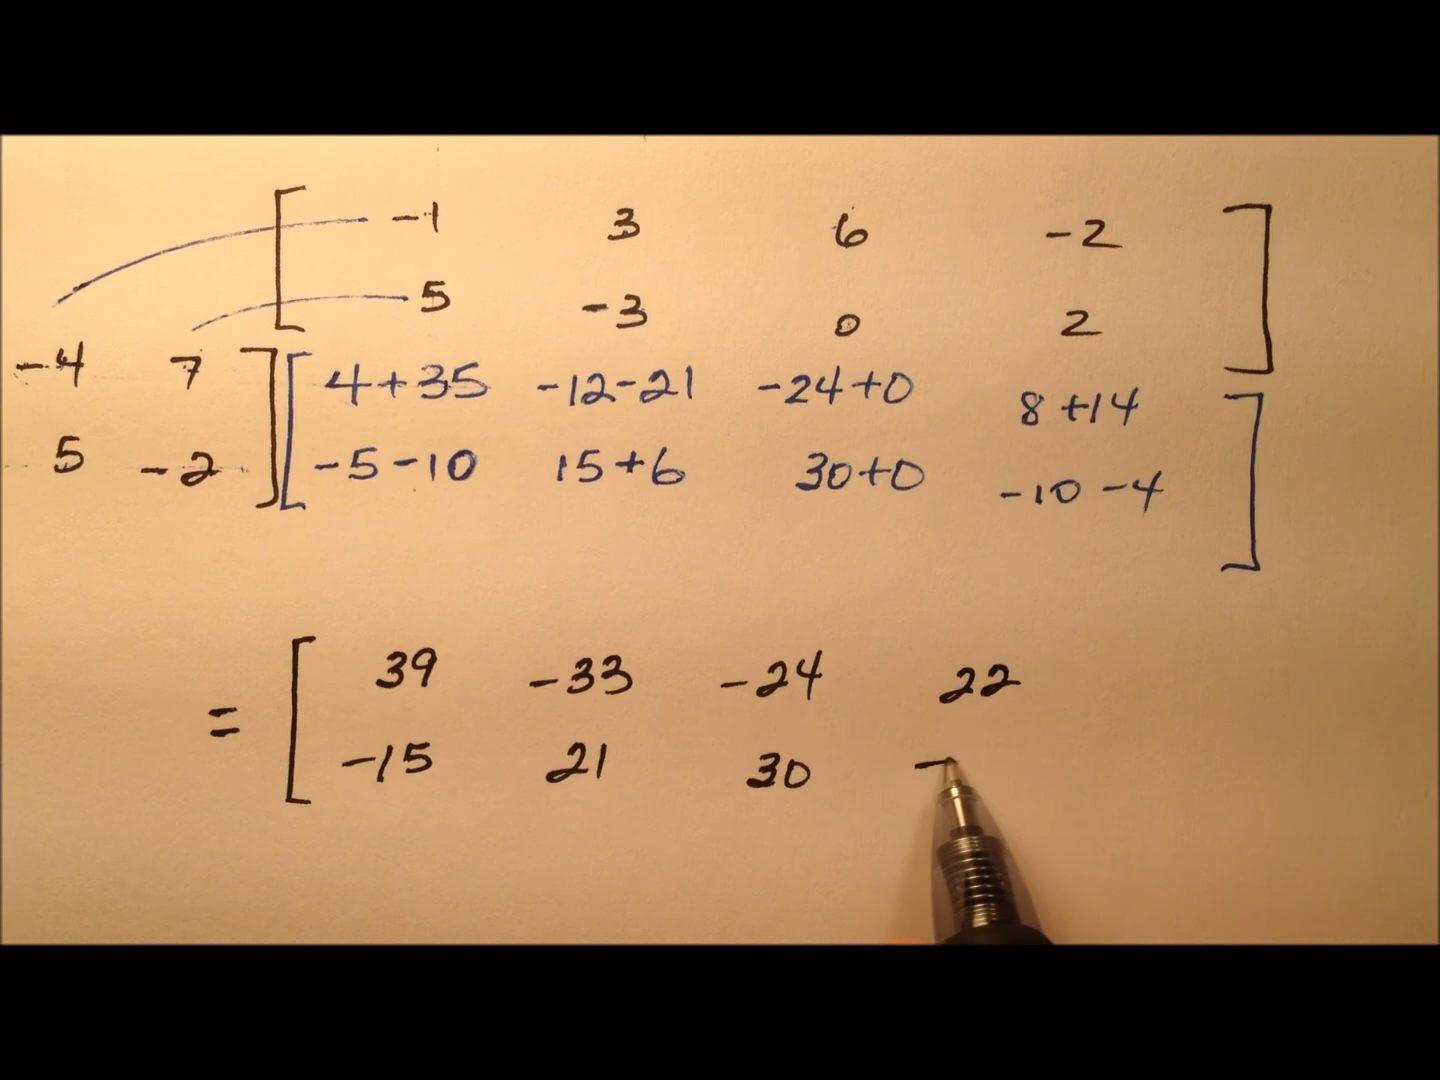 [ -1 3 6 -2 ]
5 -3 0 2
-4 7 ] [ 4+35 -12-21 -24+0 8+14 ]
5 -2 -5-10 15+6 30+0 -10-4
= [ 39 -33 -24 22
-15 21 30 -